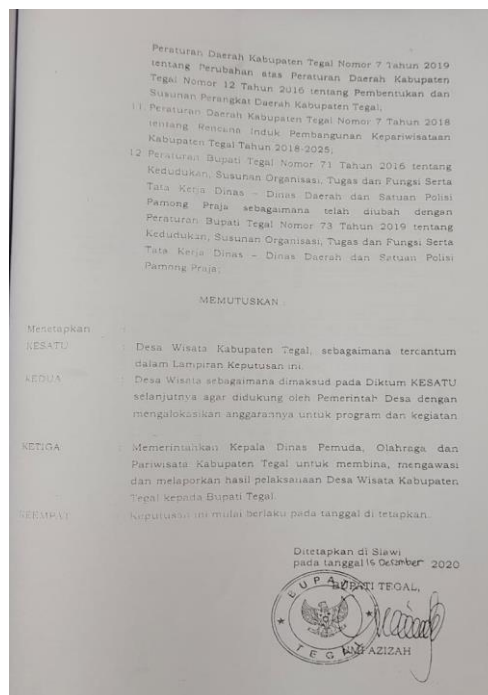 Peraturan Daerah Kabupaten Tegal Nomor 7 Tahun 2019
tentang Perubahan atas Peraturan Daerah Kabupaten
Tegal Nomor 12 Tahun 2016 tentang Pembentukan dan
Susunan Perangkat Daerah Kabupaten Tegal;
11. Peraturan Daerah Kabupaten Tegal Nomor 7 Tahun 2018
tentang Rencana Induk Pembangunan Kepariwisataan
Kabupaten Tegal Tahun 2018-2025;
12. Peraturan Bupati Tegal Nomor 71 Tahun 2016 tentang
Kedudukan, Susunan Organisasi, Tugas dan Fungsi Serta
Tata Kerja Dinas – Dinas Daerah dan Satuan Polisi
Pamong Praja sebagaimana telah diubah dengan
Peraturan Bupati Tegal Nomor 73 Tahun 2019 tentang
Kedudukan, Susunan Organisasi, Tugas dan Fungsi Serta
Tata Kerja Dinas – Dinas Daerah dan Satuan Polisi
Pamong Praja;
MEMUTUSKAN :
Menetapkan :
KESATU : Desa Wisata Kabupaten Tegal, sebagaimana tercantum
dalam Lampiran Keputusan ini.
KEDUA : Desa Wisata sebagaimana dimaksud pada Diktum KESATU
selanjutnya agar didukung oleh Pemerintah Desa dengan
mengalokasikan anggarannya untuk program dan kegiatan
KETIGA : Memerintahkan Kepala Dinas Pemuda, Olahraga dan
Pariwisata Kabupaten Tegal untuk membina, mengawasi
dan melaporkan hasil pelaksanaan Desa Wisata Kabupaten
Tegal kepada Bupati Tegal.
KEEMPAT : Keputusan ini mulai berlaku pada tanggal di tetapkan.
Ditetapkan di Slawi
pada tanggal 15 Desember 2020
BUPATI TEGAL,
BUPATI
TEGAL
UMI AZIZAH